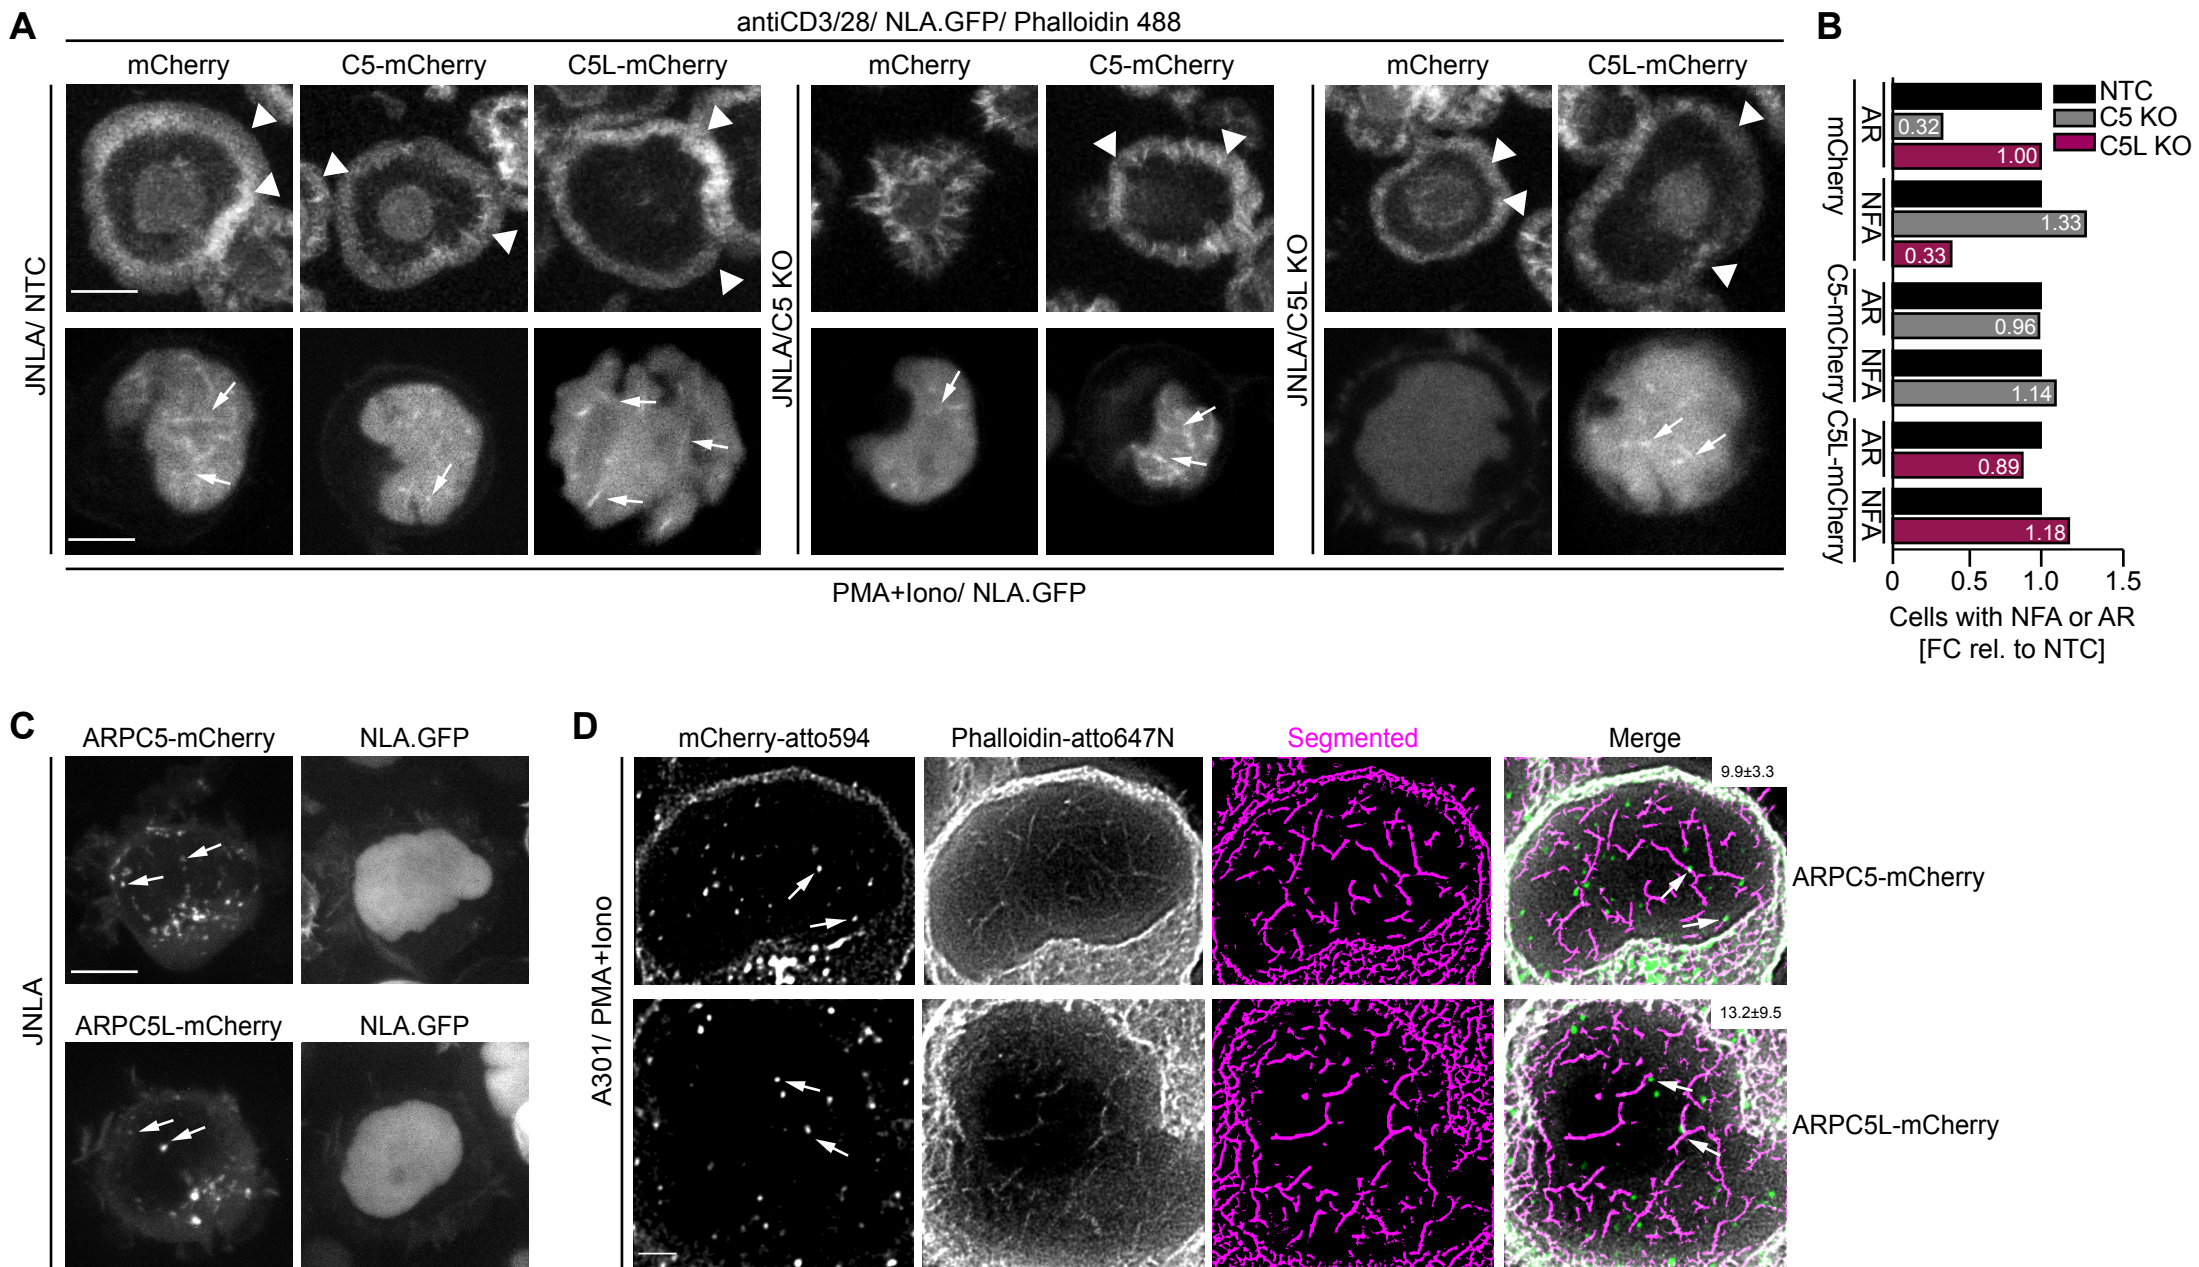 A
antiCD3/28/ NLA.GFP/ Phalloidin 488
mCherry
C5-mCherry
C5L-mCherry
mCherry
C5-mCherry
mCherry
C5L-mCherry
JNLA/ NTC
JNLA/C5 KO
JNLA/C5L KO
PMA+Iono/ NLA.GFP
B
NTC
C5 KO
C5L KO
mCherry
AR
0.32
1.00
NFA
1.33
0.33
C5-mCherry
AR
0.96
NFA
1.14
C5L-mCherry
AR
0.89
NFA
1.18
0
0.5
1.0
1.5
Cells with NFA or AR
[FC rel. to NTC]
C
ARPC5-mCherry
NLA.GFP
JNLA
ARPC5L-mCherry
NLA.GFP
D
mCherry-atto594
Phalloidin-atto647N
Segmented
Merge
A301/ PMA+Iono
9.9±3.3
ARPC5-mCherry
13.2±9.5
ARPC5L-mCherry